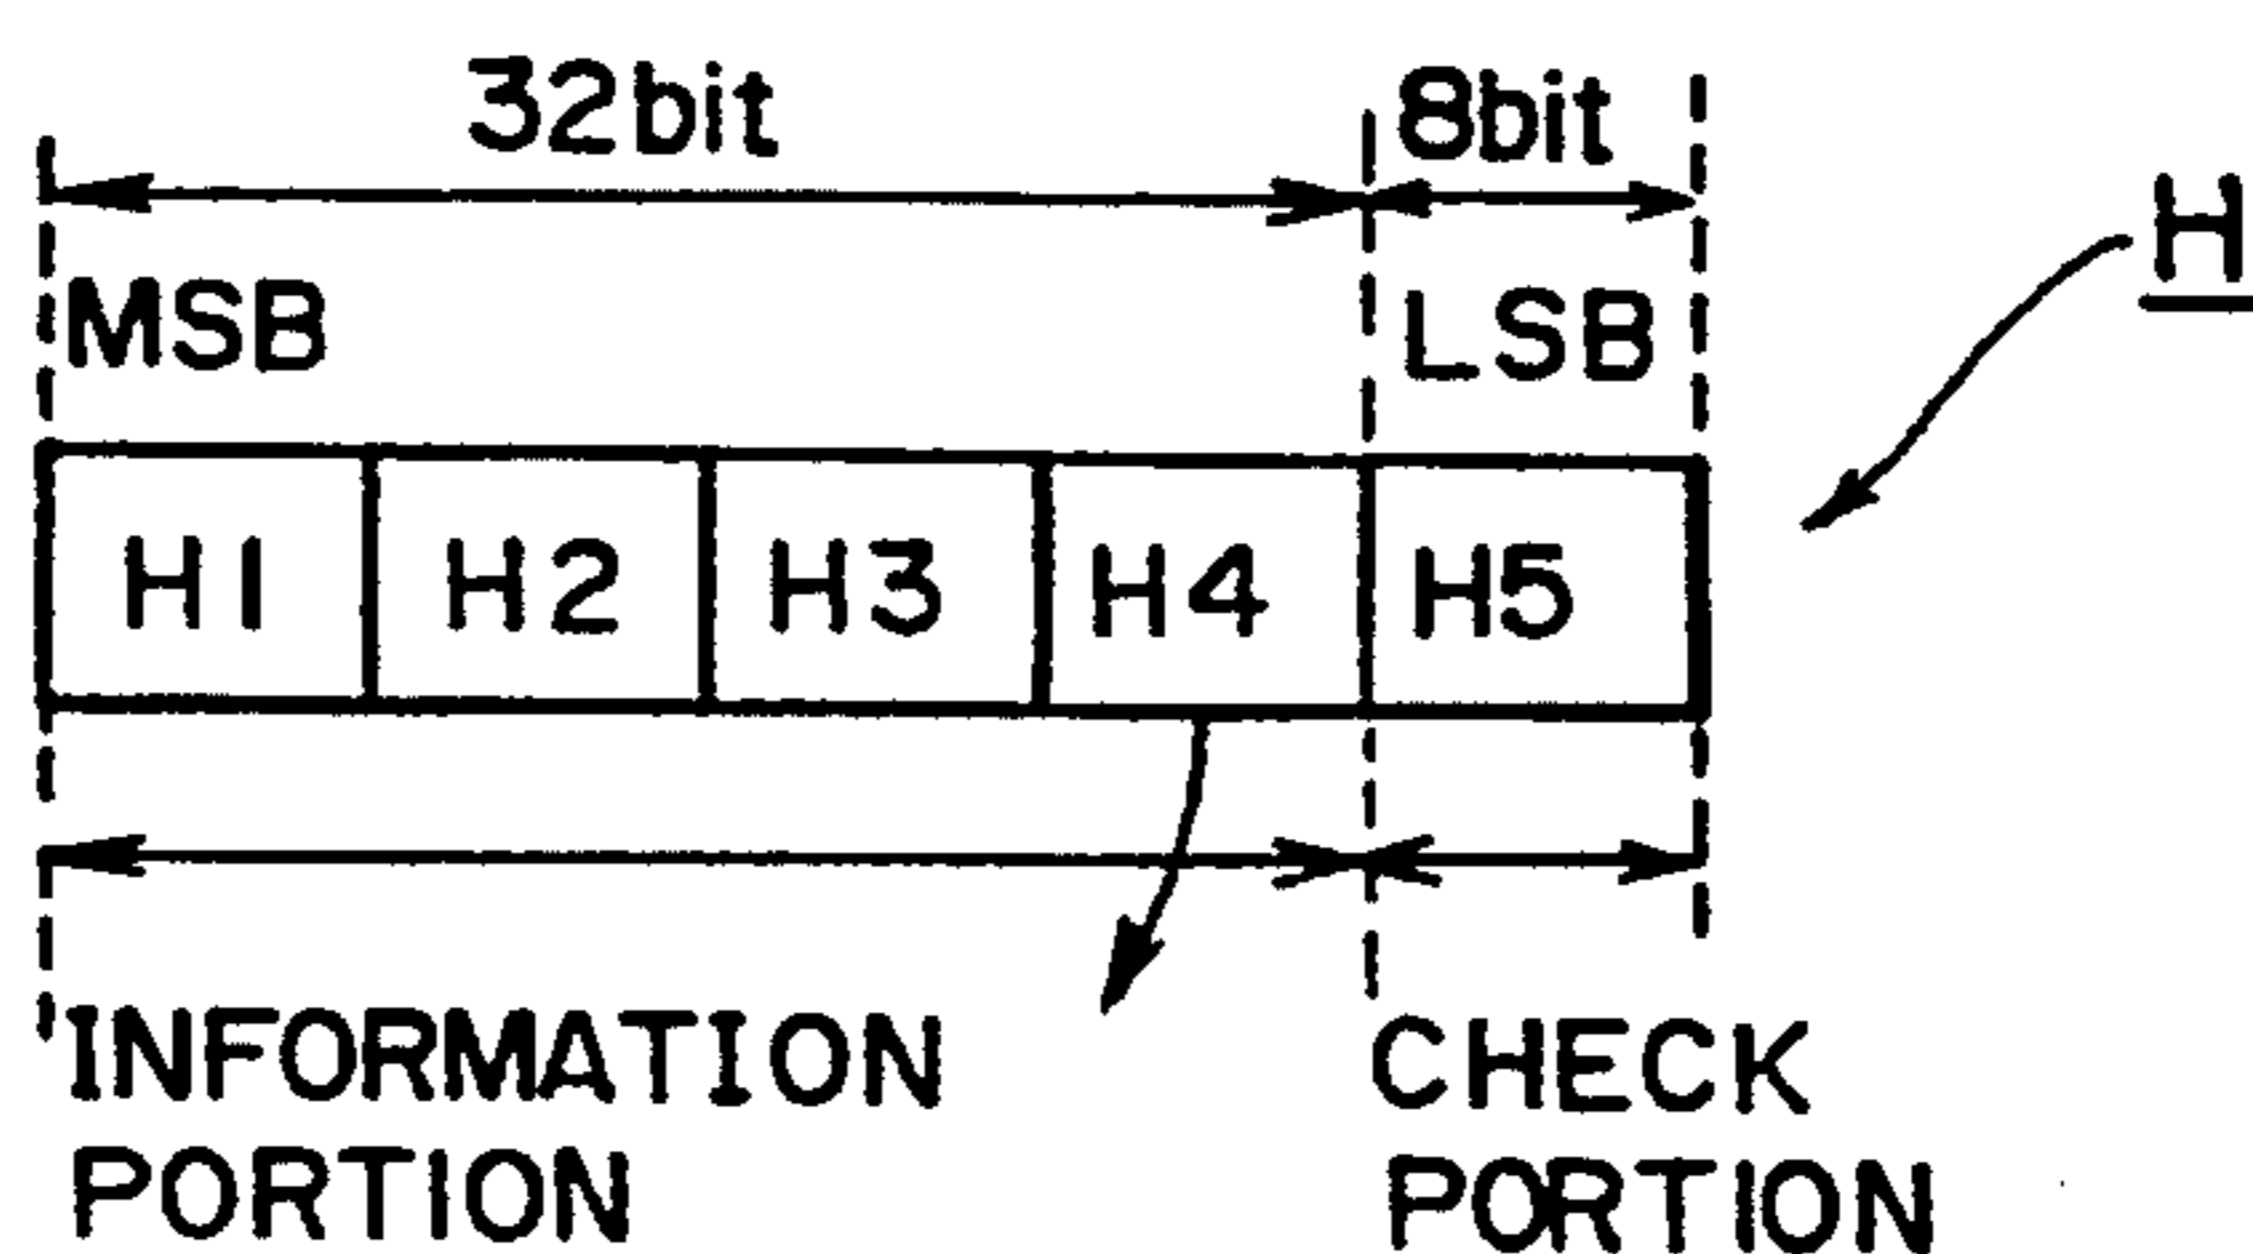 32bit 8bit
H
MSB LSB
H1 H2 H3 H4 H5
INFORMATION CHECK
PORTION PORTION